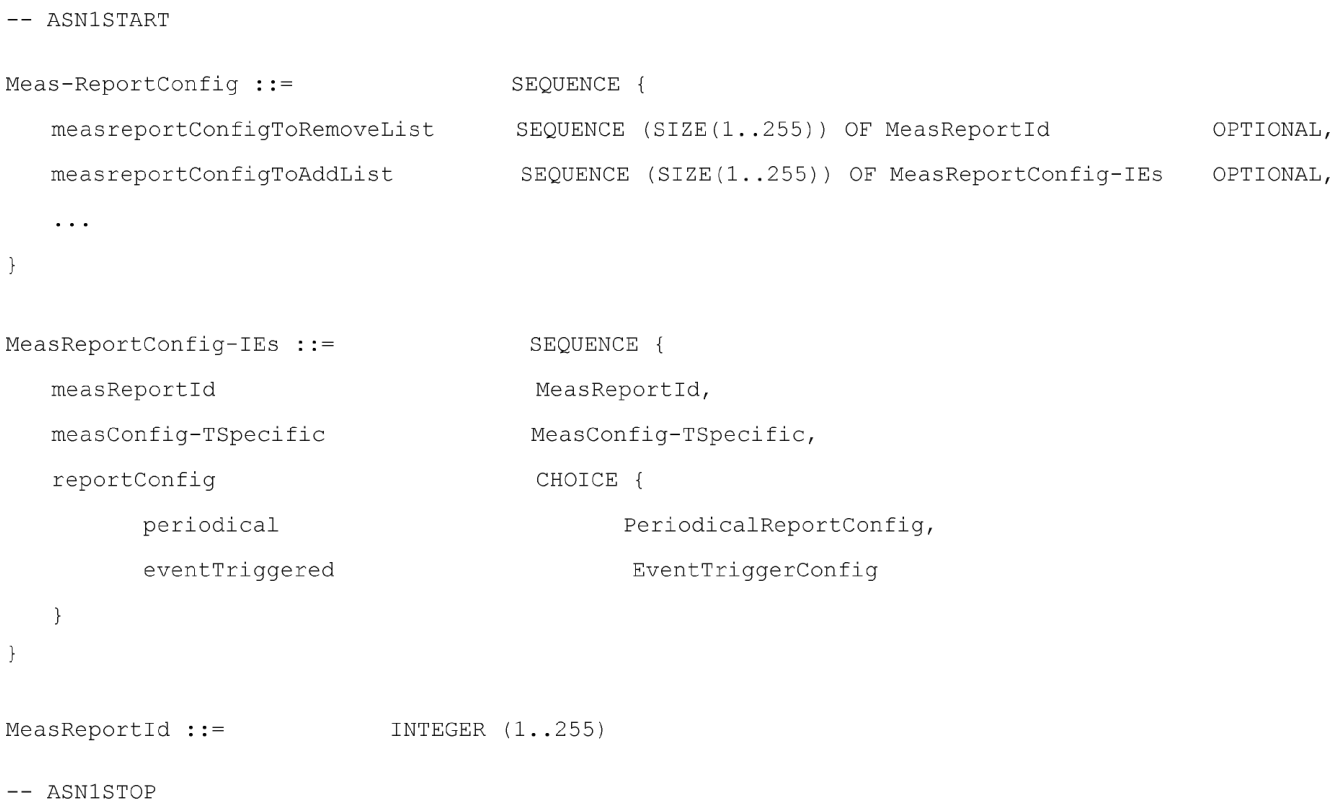 -- ASN1START
Meas-ReportConfig ::= SEQUENCE {
measreportConfigToRemoveList SEQUENCE (SIZE(1..255)) OF MeasReportId OPTIONAL,
measreportConfigToAddList SEQUENCE (SIZE(1..255)) OF MeasReportConfig-IEs OPTIONAL,
...
}
MeasReportConfig-IEs ::= SEQUENCE {
measReportId MeasReportId,
measConfig-TSpecific MeasConfig-TSpecific,
reportConfig CHOICE {
periodical PeriodicalReportConfig,
eventTriggered EventTriggerConfig
}
}
MeasReportId ::= INTEGER (1..255)
-- ASN1STOP